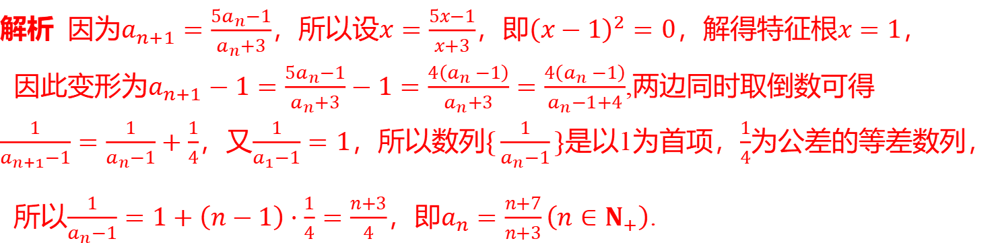 解析 因为$a_{n+1}=\frac{5a_n-1}{a_n+3}$，所以设$x=\frac{5x-1}{x+3}$，即$(x-1)^2=0$，解得特征根$x=1$，
因此变形为$a_{n+1}-1=\frac{5a_n-1}{a_n+3}-1=\frac{4(a_n-1)}{a_n+3}=\frac{4(a_n-1)}{a_n-1+4}$,两边同时取倒数可得
$\frac{1}{a_{n+1}-1}=\frac{1}{a_n-1}+\frac{1}{4}$，又$\frac{1}{a_1-1}=1$，所以数列{$\frac{1}{a_n-1}$}是以1为首项，$\frac{1}{4}$为公差的等差数列，
所以$\frac{1}{a_n-1}=1+(n-1)\cdot\frac{1}{4}=\frac{n+3}{4}$，即$a_n=\frac{n+7}{n+3}(n\in\mathbf{N}_+)$.